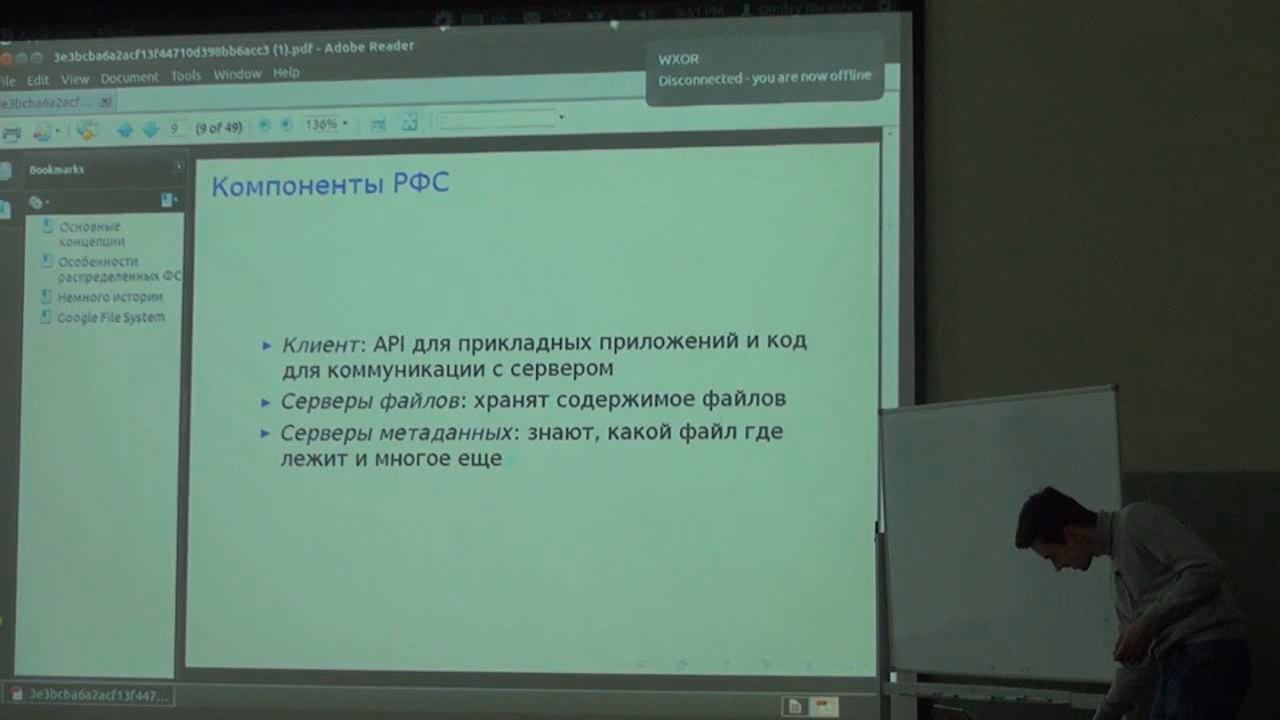 3e3bcba6a2acf13f44710d398bb6acc3 (1).pdf - Adobe Reader
File Edit View Document Tools Window Help
WXOR
Disconnected - you are now offline
e3bcba6a2acf...
9 (9 of 49) 136%
Bookmarks
Основные
концепции
Особенности
распределенных ФС
Немного истории
Google File System
Компоненты РФС
Клиент: API для прикладных приложений и код
для коммуникации с сервером
Серверы файлов: хранят содержимое файлов
Серверы метаданных: знают, какой файл где
лежит и многое еще
3e3bcba6a2acf13f447...